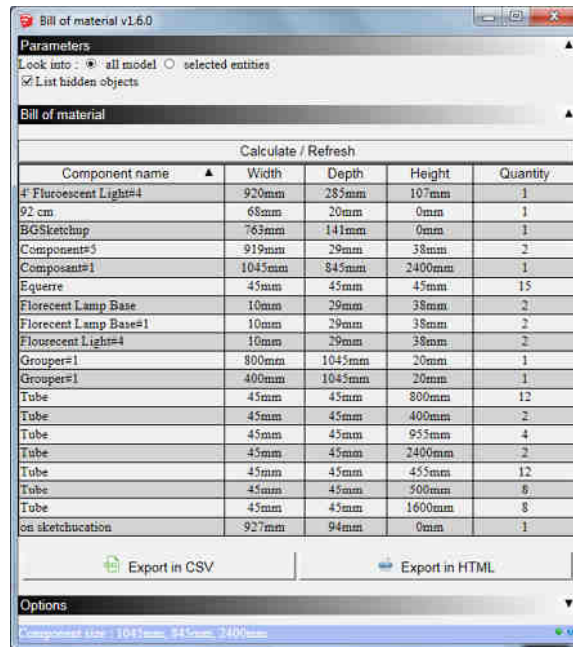 Bill of material v1.6.0
Parameters
Look into : all model selected entities
List hidden objects
Bill of material
Calculate / Refresh
Component name Width Depth Height Quantity
4' Fluroescent Light#4 920mm 285mm 107mm 1
92 cm 68mm 20mm 0mm 1
BGSketchup 763mm 141mm 0mm 1
Component#5 919mm 29mm 38mm 2
Composant#1 1045mm 845mm 2400mm 1
Equerre 45mm 45mm 45mm 15
Florecent Lamp Base 10mm 29mm 38mm 2
Florecent Lamp Base#1 10mm 29mm 38mm 2
Flourecent Light#4 10mm 29mm 38mm 2
Grouper#1 800mm 1045mm 20mm 1
Grouper#1 400mm 1045mm 20mm 1
Tube 45mm 45mm 800mm 12
Tube 45mm 45mm 400mm 2
Tube 45mm 45mm 955mm 4
Tube 45mm 45mm 2400mm 2
Tube 45mm 45mm 455mm 12
Tube 45mm 45mm 500mm 8
Tube 45mm 45mm 1600mm 8
on sketchucation 927mm 94mm 0mm 1
Export in CSV Export in HTML
Options
Component size : 1045mm, 845mm, 2400mm